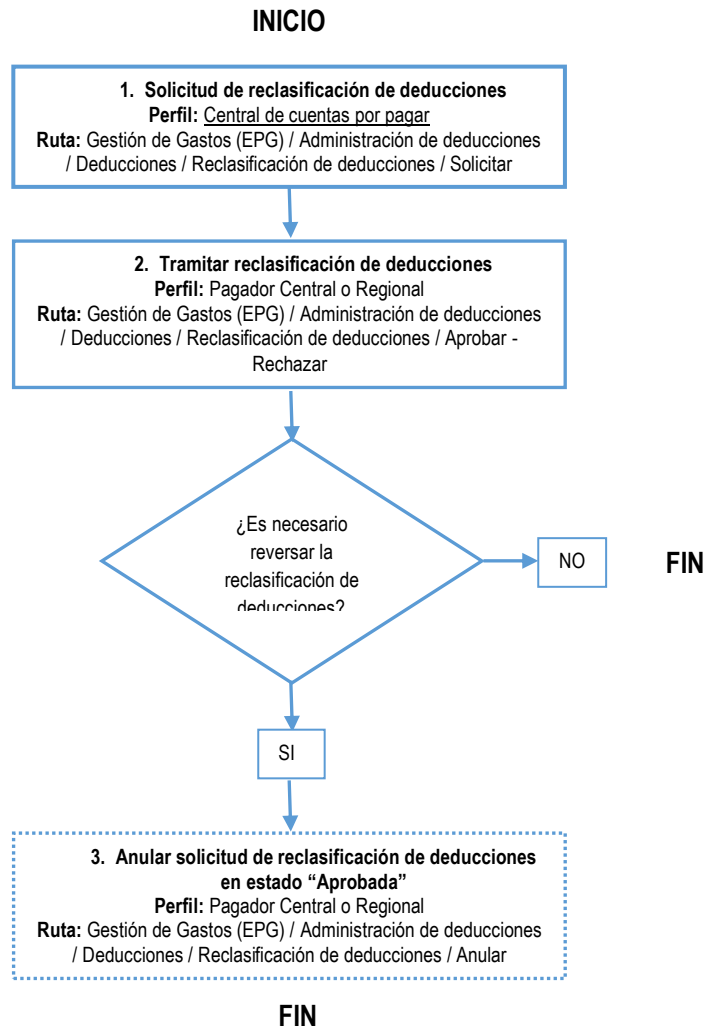 INICIO
1. Solicitud de reclasificación de deducciones
Perfil: Central de cuentas por pagar
Ruta: Gestión de Gastos (EPG) / Administración de deducciones
/ Deducciones / Reclasificación de deducciones / Solicitar
2. Tramitar reclasificación de deducciones
Perfil: Pagador Central o Regional
Ruta: Gestión de Gastos (EPG) / Administración de deducciones
/ Deducciones / Reclasificación de deducciones / Aprobar -
Rechazar
¿Es necesario
reversar la
reclasificación de
deducciones?
NO
FIN
SI
3. Anular solicitud de reclasificación de deducciones
en estado “Aprobada”
Perfil: Pagador Central o Regional
Ruta: Gestión de Gastos (EPG) / Administración de deducciones
/ Deducciones / Reclasificación de deducciones / Anular
FIN